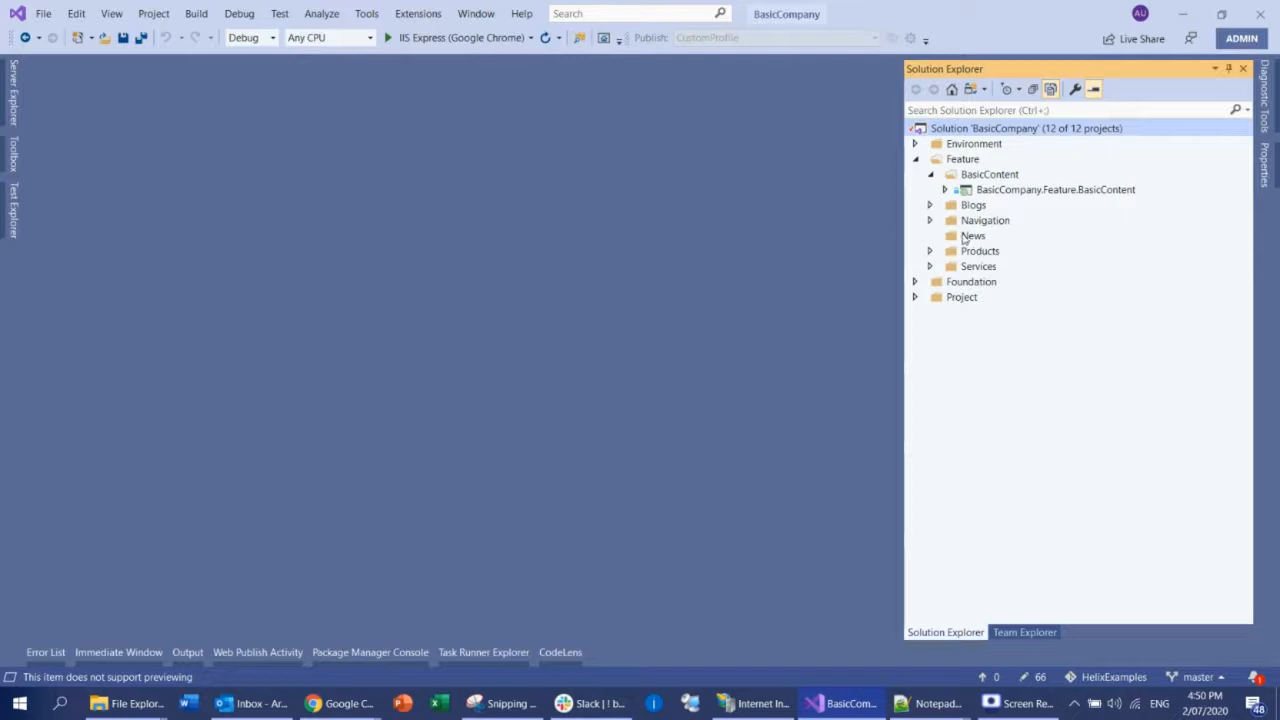 File Edit View Project Build Debug Test Analyze Tools Extensions Window Help Search BasicCompany AU
Debug Any CPU IIS Express (Google Chrome) Publish: CustomProfile Live Share ADMIN
Server Explorer
Toolbox
Test Explorer
Solution Explorer
Search Solution Explorer (Ctrl+;)
Solution 'BasicCompany' (12 of 12 projects)
Environment
Feature
BasicContent
BasicCompany.Feature.BasicContent
Blogs
Navigation
News
Products
Services
Foundation
Project
Diagnostic Tools
Properties
Solution Explorer Team Explorer
Error List Immediate Window Output Web Publish Activity Package Manager Console Task Runner Explorer CodeLens
This item does not support previewing 0 66 HelixExamples master 1
File Explor... Inbox - Ar... Google C... Snipping ... Slack | b... Internet In... BasicCom... Notepad... Screen Re... ENG 4:50 PM
2/07/2020 48